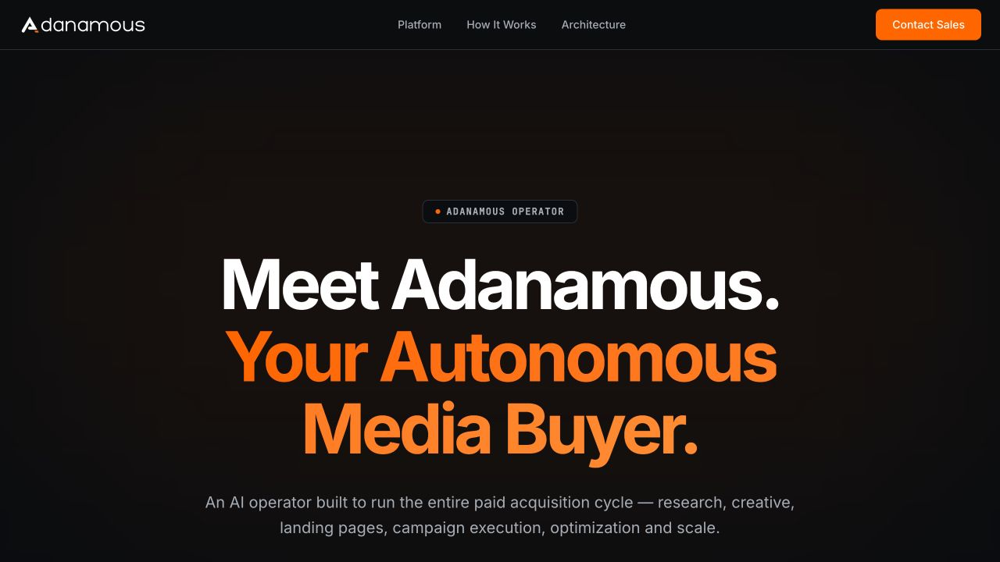 Adanamous
Platform
How It Works
Architecture
Contact Sales
ADANAMOUS OPERATOR
Meet Adanamous.
Your Autonomous
Media Buyer.
An AI operator built to run the entire paid acquisition cycle — research, creative,
landing pages, campaign execution, optimization and scale.